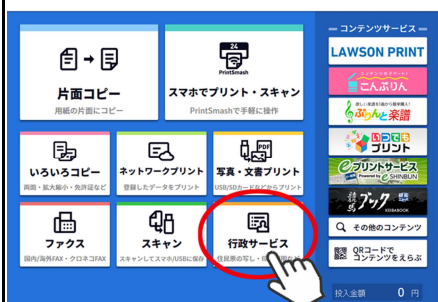 片面コピー
用紙の片面にコピー
24
PrintSmash
スマホでプリント・スキャン
PrintSmashで手軽に操作
いろいろコピー
両面・拡大縮小・免許証など
ネットワークプリント
登録したデータをプリント
PDF
写真・文書プリント
USB/SDカードなどからプリント
ファクス
国内/海外FAX・クロネコFAX
スキャン
スキャンしてスマホ/USBに保存
行政サービス
住民票の写し・印
コンテンツサービス
LAWSON PRINT
こんぷりん
ぷりんと楽譜
いつでも
プリント
eプリントサービス
Powered by e-SHINBUN
競馬ブック
KEIBABOOK
その他のコンテンツ
QRコードで
コンテンツをえらぶ
投入金額 0 円